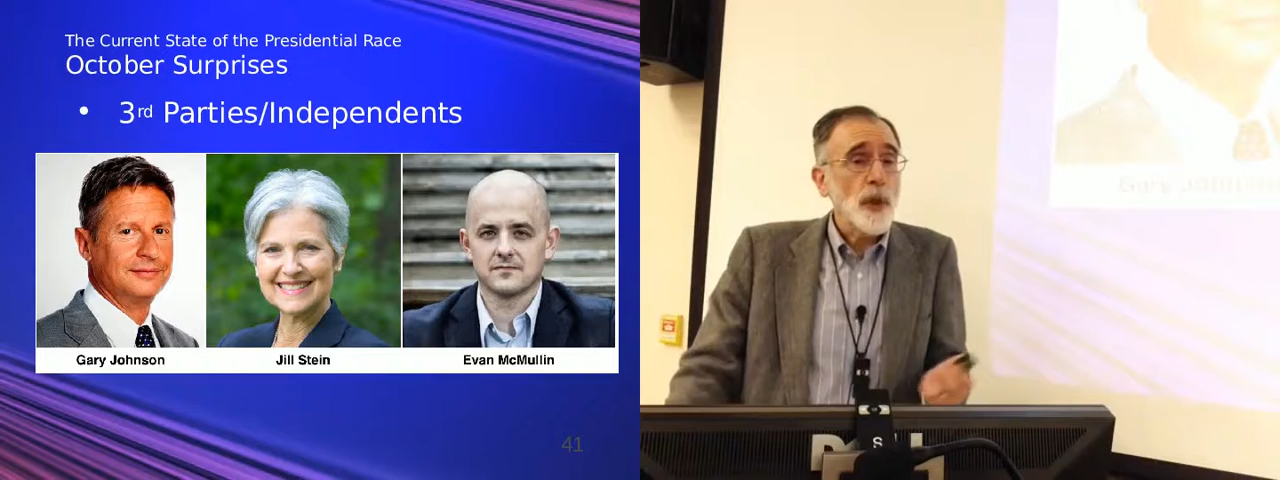 The Current State of the Presidential Race
October Surprises
• 3rd Parties/Independents
Gary Johnson
Jill Stein
Evan McMullin
41